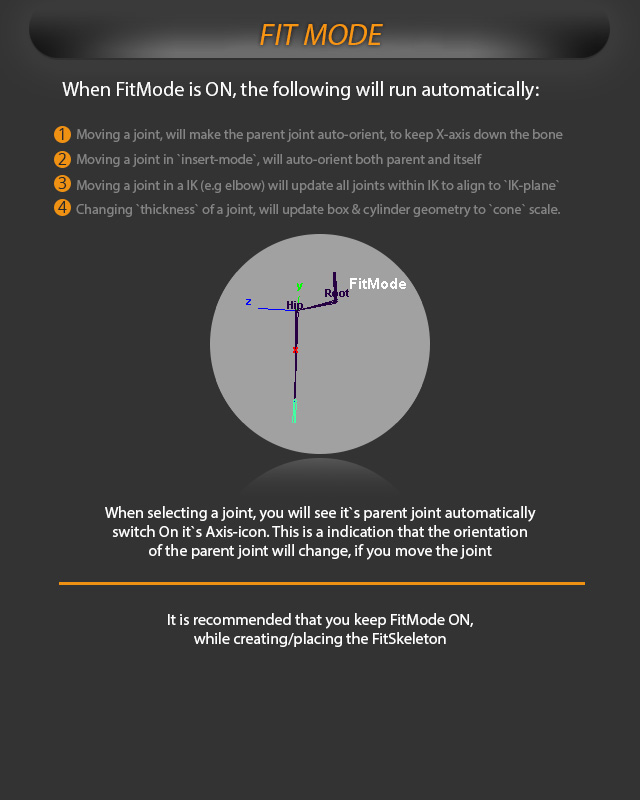 FIT MODE
When FitMode is ON, the following will run automatically:
1 Moving a joint, will make the parent joint auto-orient, to keep X-axis down the bone
2 Moving a joint in `insert-mode`, will auto-orient both parent and itself
3 Moving a joint in a IK (e.g elbow) will update all joints within IK to align to `IK-plane`
4 Changing `thickness` of a joint, will update box & cylinder geometry to `cone` scale.
y
FitMode
Root
z
Hip
x
When selecting a joint, you will see it`s parent joint automatically
switch On it`s Axis-icon. This is a indication that the orientation
of the parent joint will change, if you move the joint
It is recommended that you keep FitMode ON,
while creating/placing the FitSkeleton